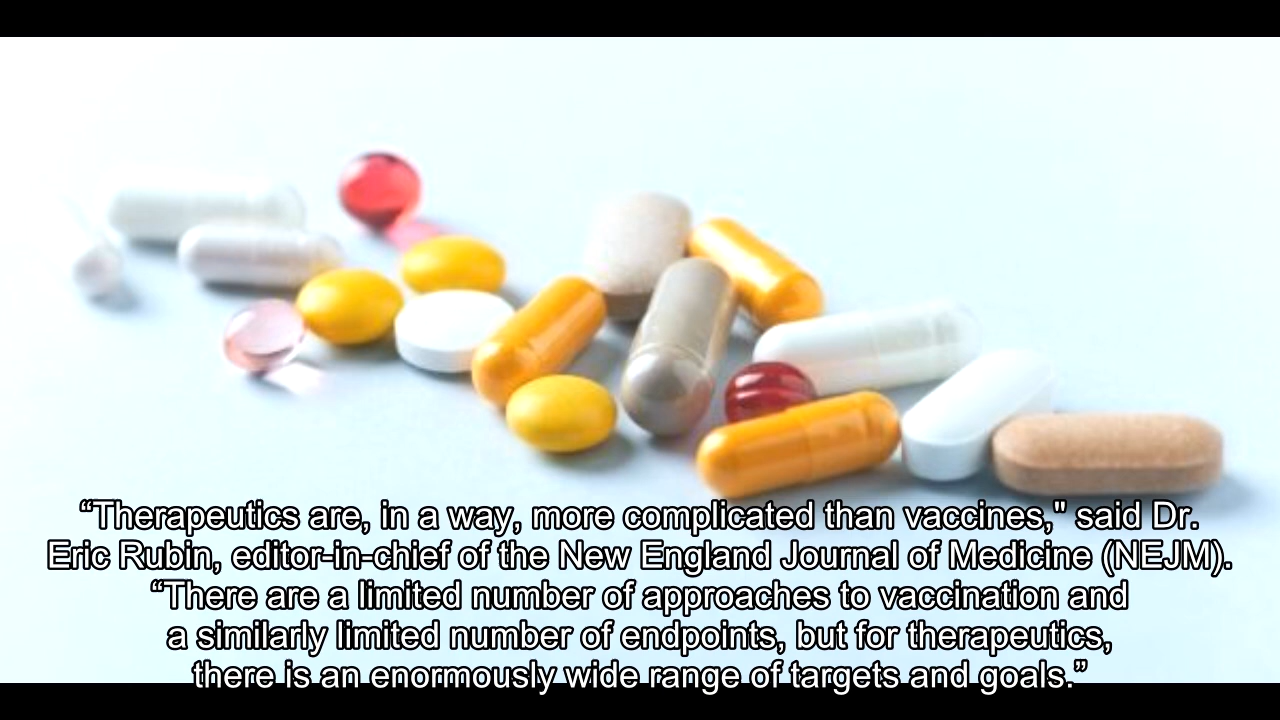 “Therapeutics are, in a way, more complicated than vaccines," said Dr.
Eric Rubin, editor-in-chief of the New England Journal of Medicine (NEJM).
“There are a limited number of approaches to vaccination and
a similarly limited number of endpoints, but for therapeutics,
there is an enormously wide range of targets and goals.”